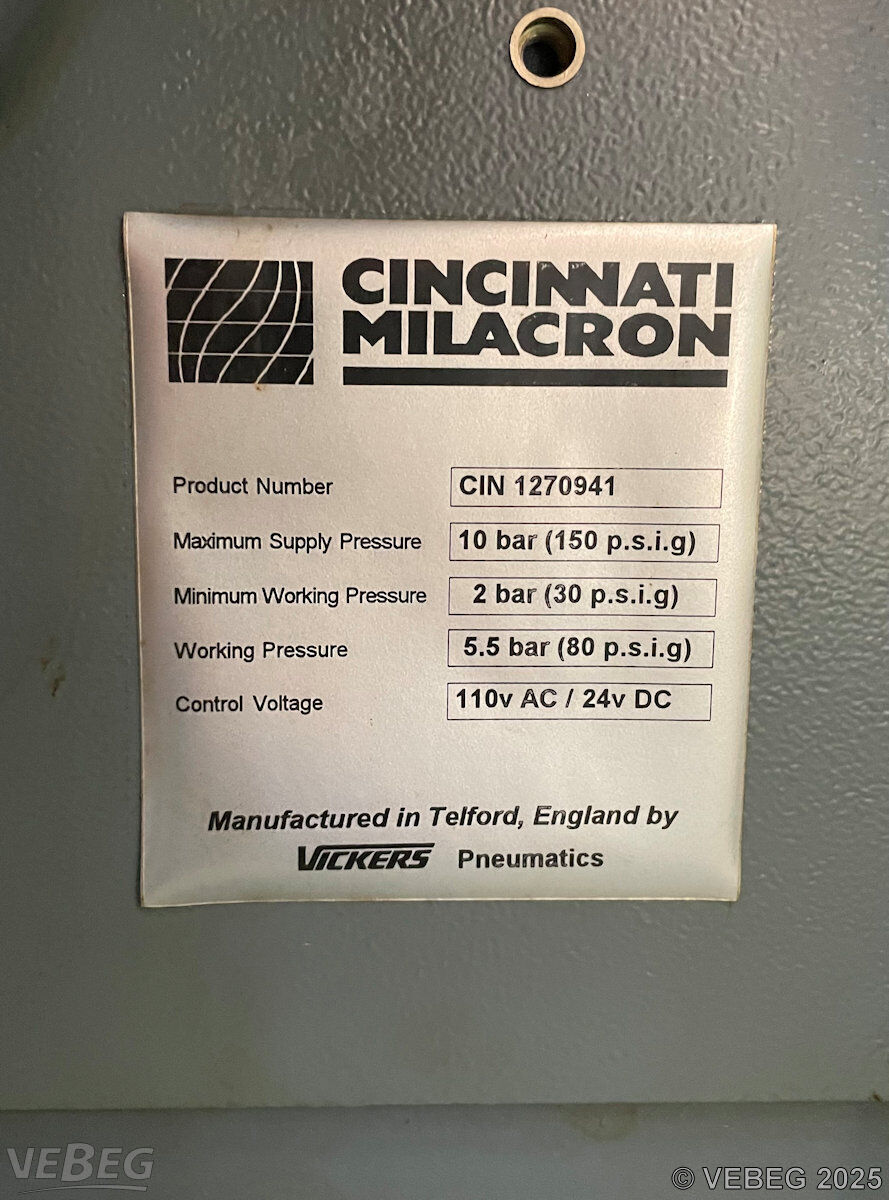 CINCINNATI
MILACRON
Product Number CIN 1270941
Maximum Supply Pressure 10 bar (150 p.s.i.g)
Minimum Working Pressure 2 bar (30 p.s.i.g)
Working Pressure 5.5 bar (80 p.s.i.g)
Control Voltage 110v AC / 24v DC
Manufactured in Telford, England by
VICKERS Pneumatics
VEBEG
© VEBEG 2025